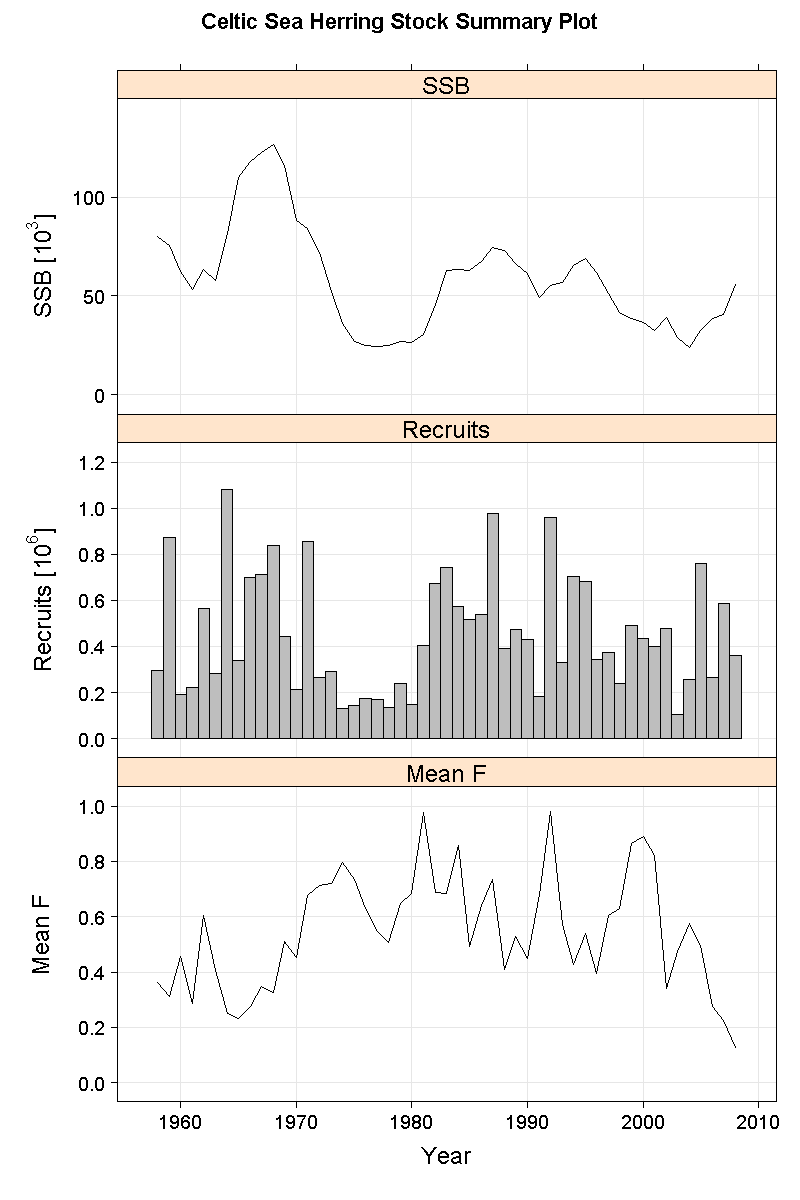 Celtic Sea Herring Stock Summary Plot
SSB
SSB [10³]
100
50
0
Recruits
Recruits [10⁶]
1.2
1.0
0.8
0.6
0.4
0.2
0.0
Mean F
Mean F
1.0
0.8
0.6
0.4
0.2
0.0
1960 1970 1980 1990 2000 2010
Year